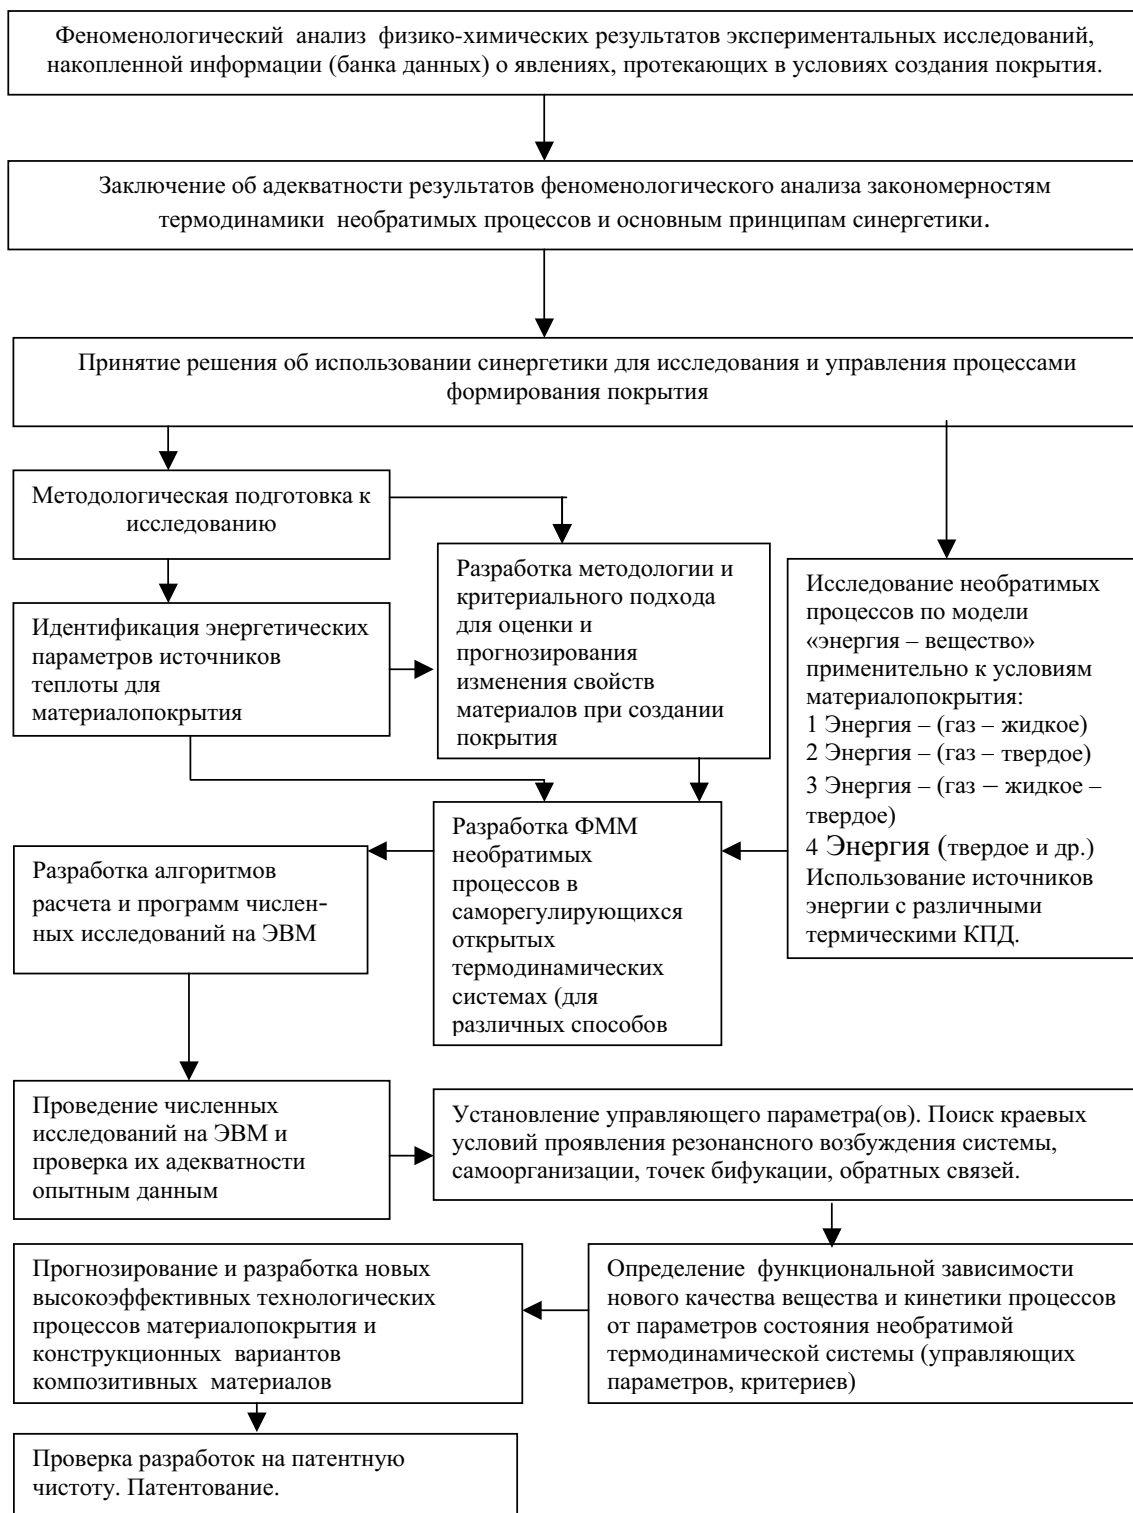 Феноменологический анализ физико-химических результатов экспериментальных исследований,
накопленной информации (банка данных) о явлениях, протекающих в условиях создания покрытия.
Заключение об адекватности результатов феноменологического анализа закономерностям
термодинамики необратимых процессов и основным принципам синергетики.
Принятие решения об использовании синергетики для исследования и управления процессами
формирования покрытия
Методологическая подготовка к
исследованию
Идентификация энергетических
параметров источников
теплоты для
материалопокрытия
Разработка методологии и
критериального подхода
для оценки и
прогнозирования
изменения свойств
материалов при создании
покрытия
Исследование необратимых
процессов по модели
«энергия – вещество»
применительно к условиям
материалопокрытия:
1 Энергия – (газ – жидкое)
2 Энергия – (газ – твердое)
3 Энергия – (газ – жидкое –
твердое)
4 Энергия (твердое и др.)
Использование источников
энергии с различными
термическими КПД.
Разработка ФММ
необратимых
процессов в
саморегулирующихся
открытых
термодинамических
системах (для
различных способов
Разработка алгоритмов
расчета и программ числен-
ных исследований на ЭВМ
Проведение численных
исследований на ЭВМ и
проверка их адекватности
опытным данным
Установление управляющего параметра(ов). Поиск краевых
условий проявления резонансного возбуждения системы,
самоорганизации, точек бифукации, обратных связей.
Определение функциональной зависимости
нового качества вещества и кинетики процессов
от параметров состояния необратимой
термодинамической системы (управляющих
параметров, критериев)
Прогнозирование и разработка новых
высокоэффективных технологических
процессов материалопокрытия и
конструкционных вариантов
композитивных материалов
Проверка разработок на патентную
чистоту. Патентование.